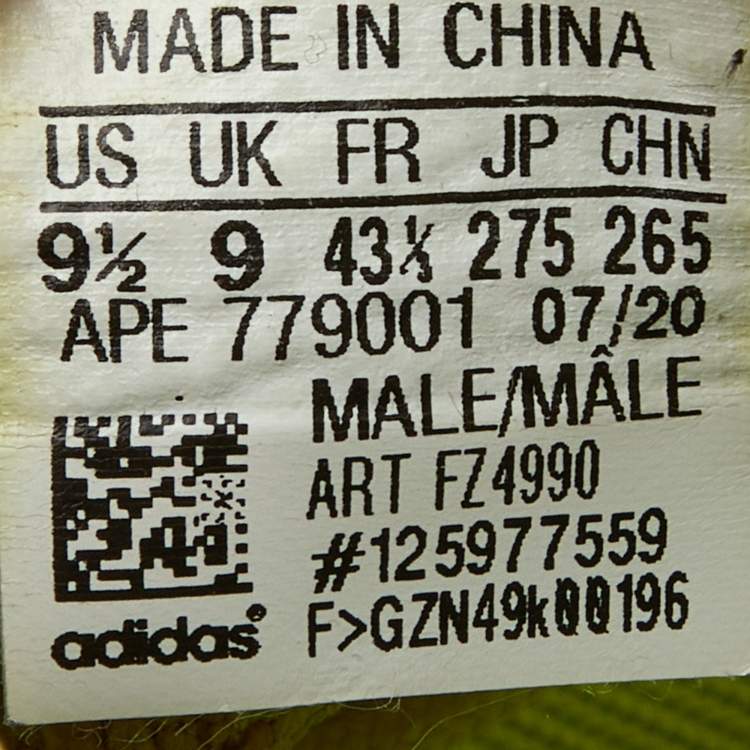 MADE IN CHINA
US UK FR JP CHN
9½ 9 43⅓ 275 265
APE 779001 07/20
MALE/MÂLE
ART FZ4990
#125977559
F>GZN49k00196
adidas®